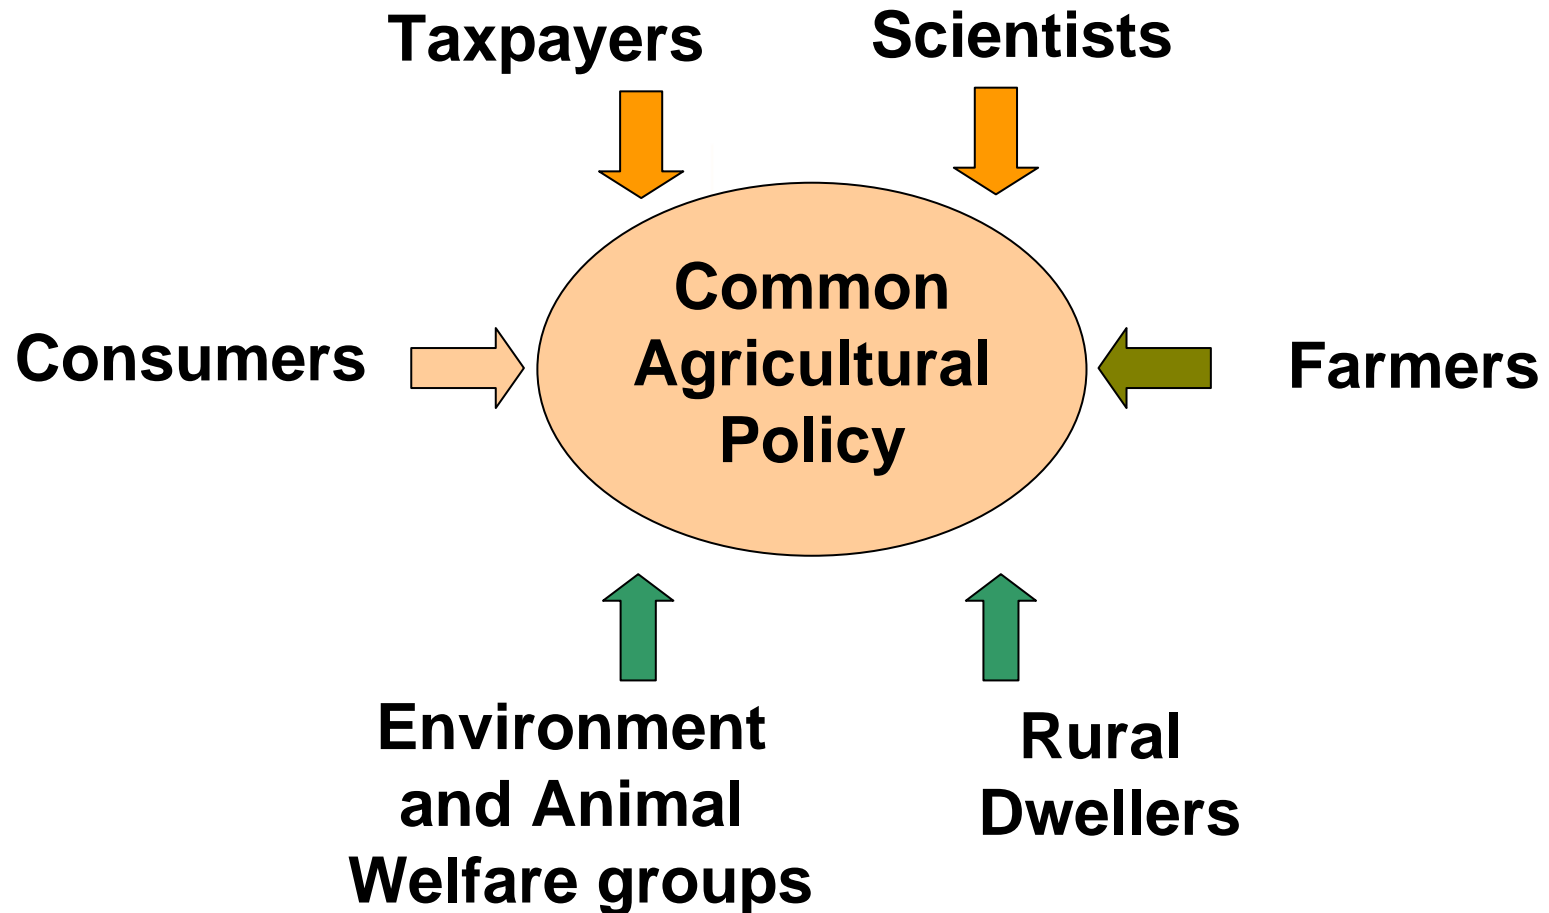 Taxpayers
Scientists
Common
Agricultural
Policy
Consumers
Farmers
Environment
and Animal
Welfare groups
Rural
Dwellers